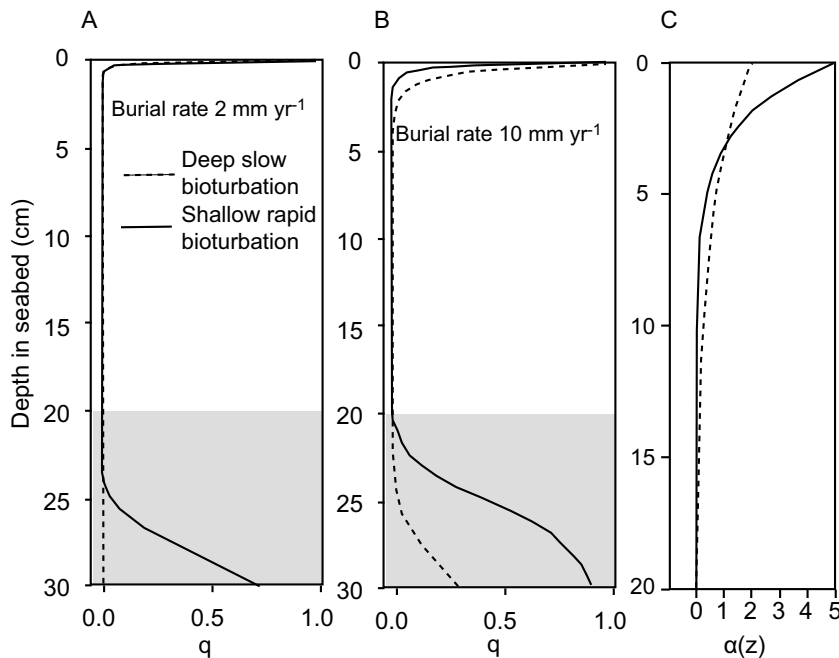 A
B
C
0
5
10
15
20
25
30
Depth in seabed (cm)
Burial rate 2 mm yr-1
Deep slow
bioturbation
Shallow rapid
bioturbation
0.0
0.5
1.0
q
0
5
10
15
20
25
30
Burial rate 10 mm yr-1
0.0
0.5
1.0
q
0
5
10
15
20
0
1
2
3
4
5
α(z)